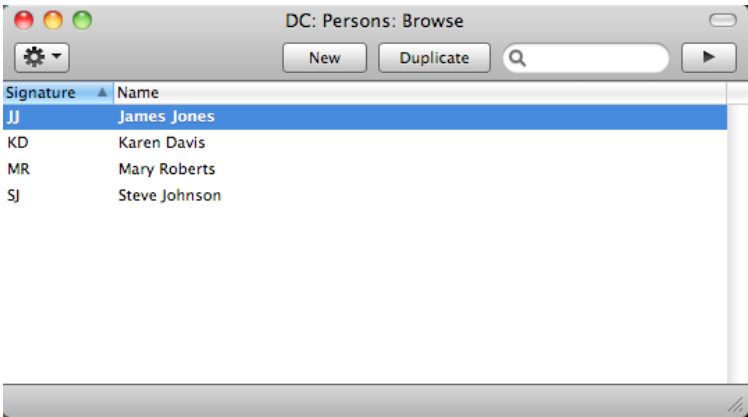 DC: Persons: Browse
New Duplicate
Signature Name
JJ James Jones
KD Karen Davis
MR Mary Roberts
SJ Steve Johnson